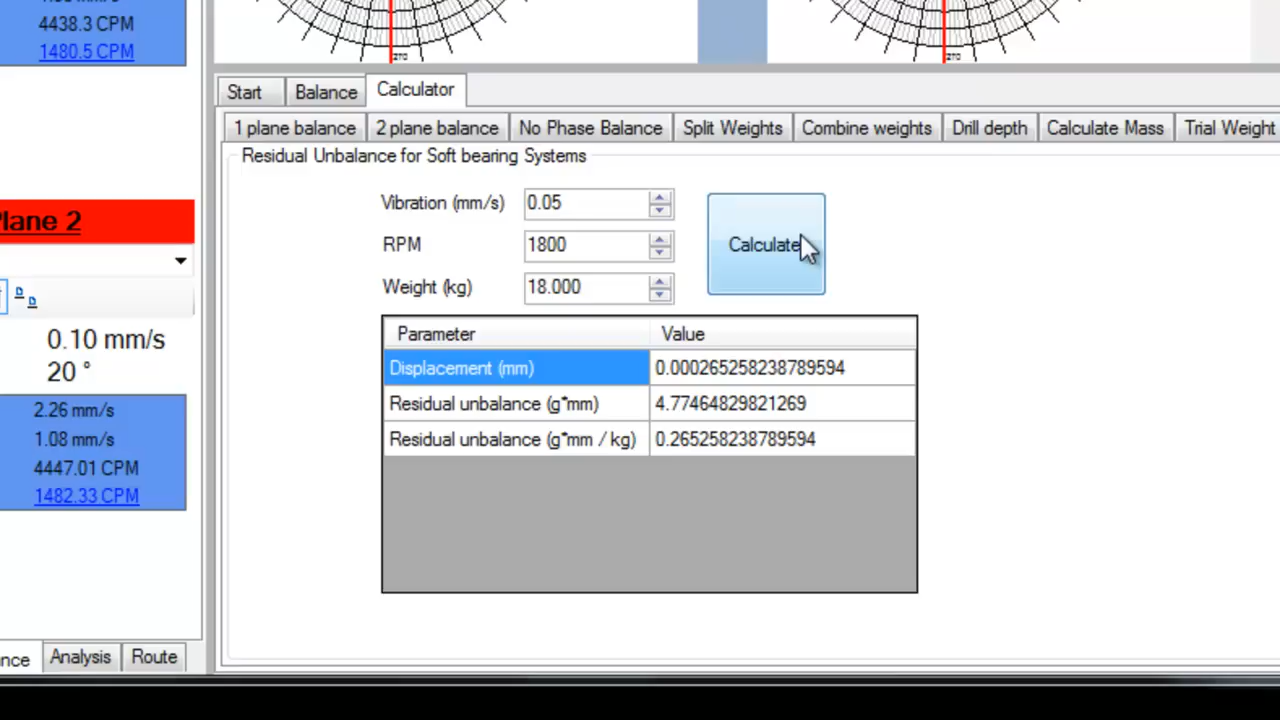 4438.3 CPM
1480.5 CPM
270
270
Start
Balance
Calculator
1 plane balance
2 plane balance
No Phase Balance
Split Weights
Combine weights
Drill depth
Calculate Mass
Trial Weight
Residual Unbalance for Soft bearing Systems
Vibration (mm/s) 0.05
RPM 1800
Weight (kg) 18.000
Calculate
Parameter Value
Displacement (mm) 0.000265258238789594
Residual unbalance (g*mm) 4.77464829821269
Residual unbalance (g*mm / kg) 0.265258238789594
lane 2
0.10 mm/s
20 °
2.26 mm/s
1.08 mm/s
4447.01 CPM
1482.33 CPM
nce
Analysis
Route